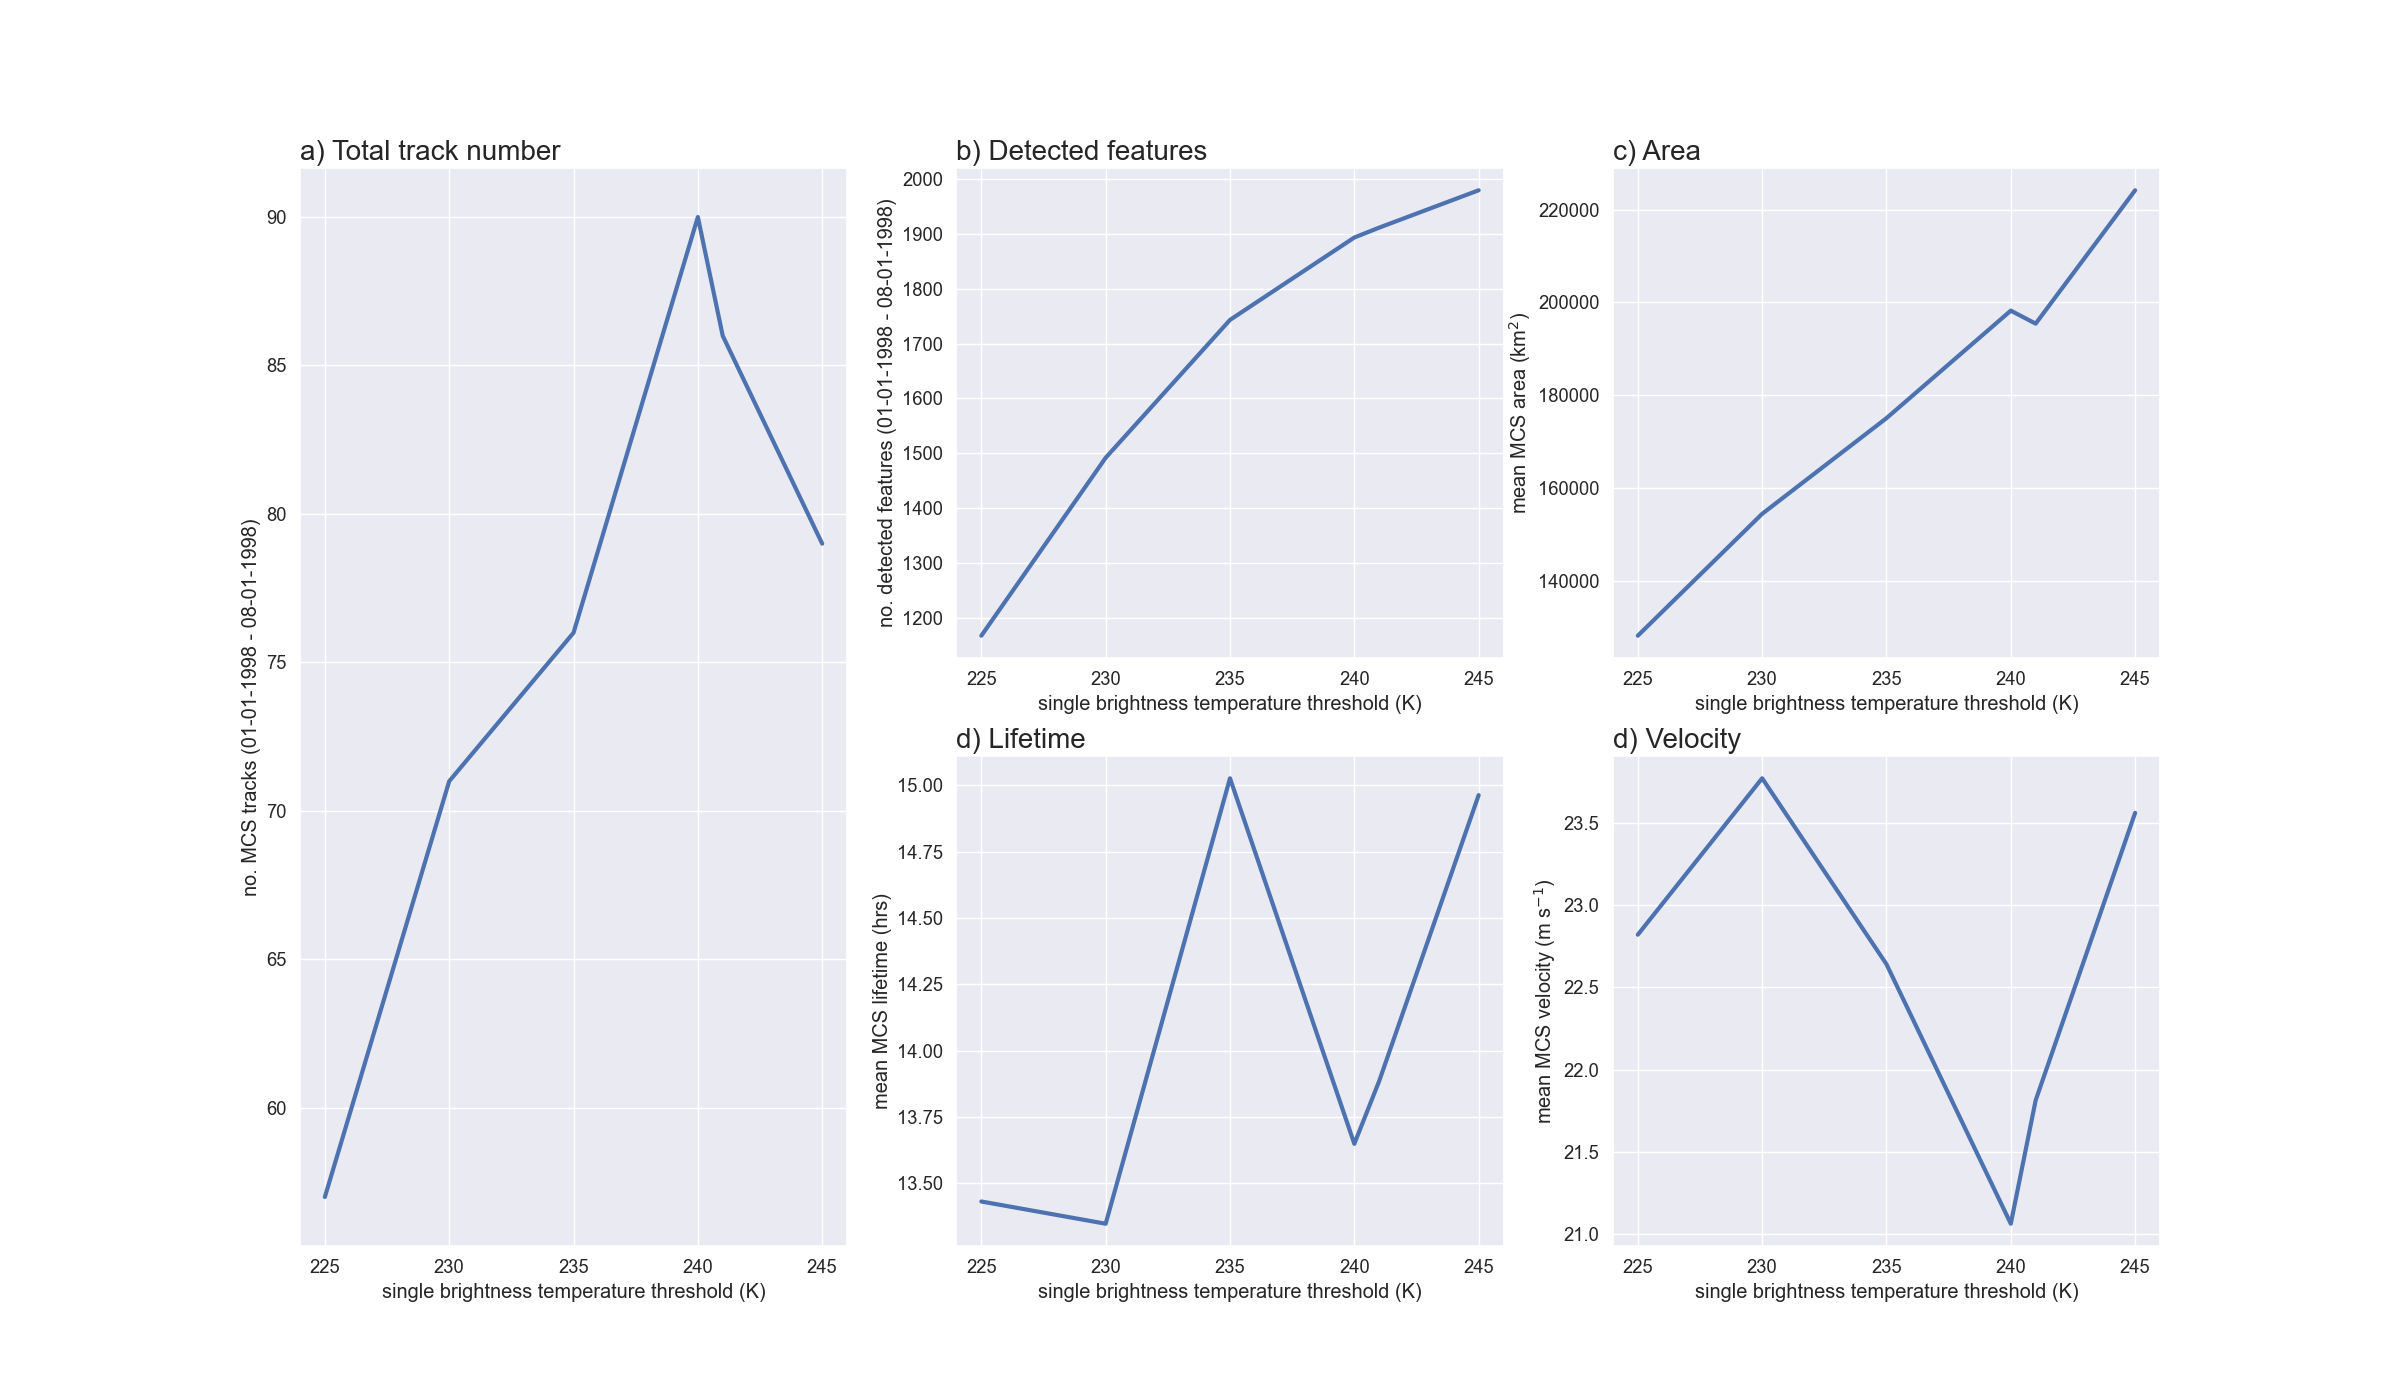 a) Total track number
90
85
80
75
70
65
60
no. MCS tracks (01-01-1998 - 08-01-1998)
225 230 235 240 245
single brightness temperature threshold (K)
b) Detected features
2000
1900
1800
1700
1600
1500
1400
1300
1200
no. detected features (01-01-1998 - 08-01-1998)
225 230 235 240 245
single brightness temperature threshold (K)
c) Area
220000
200000
180000
160000
140000
mean MCS area (km²)
225 230 235 240 245
single brightness temperature threshold (K)
d) Lifetime
15.00
14.75
14.50
14.25
14.00
13.75
13.50
mean MCS lifetime (hrs)
225 230 235 240 245
single brightness temperature threshold (K)
d) Velocity
23.5
23.0
22.5
22.0
21.5
21.0
mean MCS velocity (m s⁻¹)
225 230 235 240 245
single brightness temperature threshold (K)